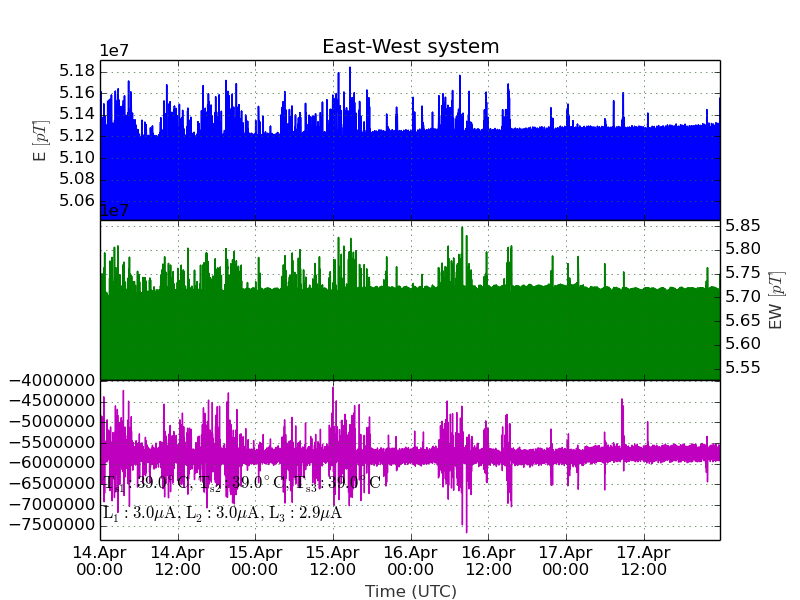 East-West system
1e7
5.18
5.16
5.14
5.12
5.10
5.08
5.06
E [pT]
1e7
5.85
5.80
5.75
5.70
5.65
5.60
5.55
EW [pT]
−4000000
−4500000
−5000000
−5500000
−6000000
−6500000
−7000000
−7500000
T_s1 : 39.0°C, T_s2 : 39.0°C, T_s3 : 39.0°C
L_1 : 3.0μA, L_2 : 3.0μA, L_3 : 2.9μA
14.Apr 14.Apr 15.Apr 15.Apr 16.Apr 16.Apr 17.Apr 17.Apr
00:00 12:00 00:00 12:00 00:00 12:00 00:00 12:00
Time (UTC)